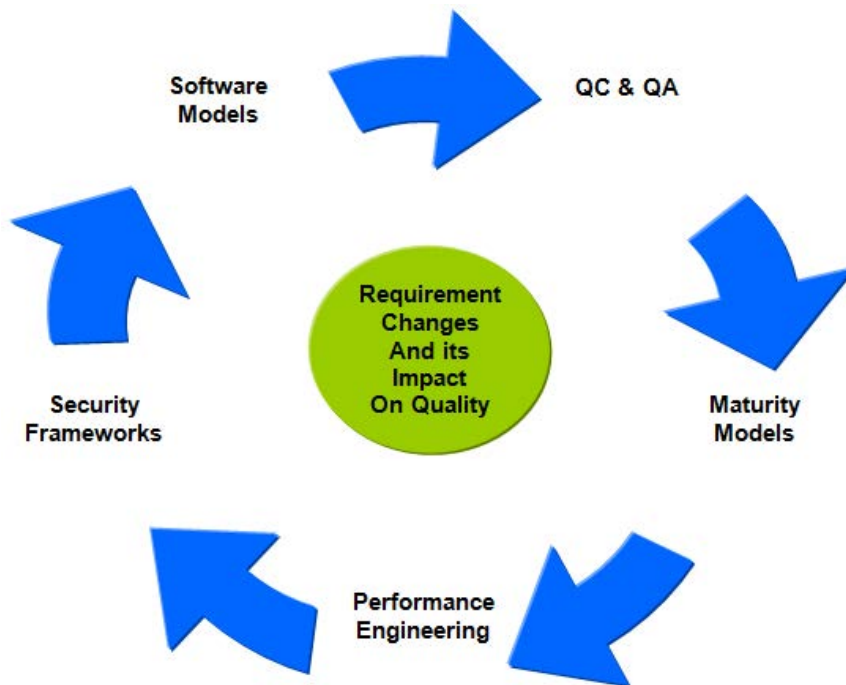 Software
Models
QC & QA
Requirement
Changes
And its
Impact
On Quality
Security
Frameworks
Maturity
Models
Performance
Engineering